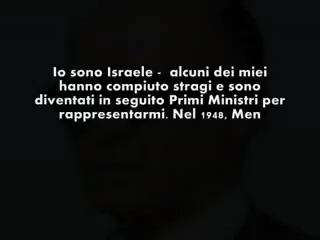 Io sono Israele -  alcuni dei miei
hanno compiuto stragi e sono
diventati in seguito Primi Ministri per
rappresentarmi. Nel 1948, Men